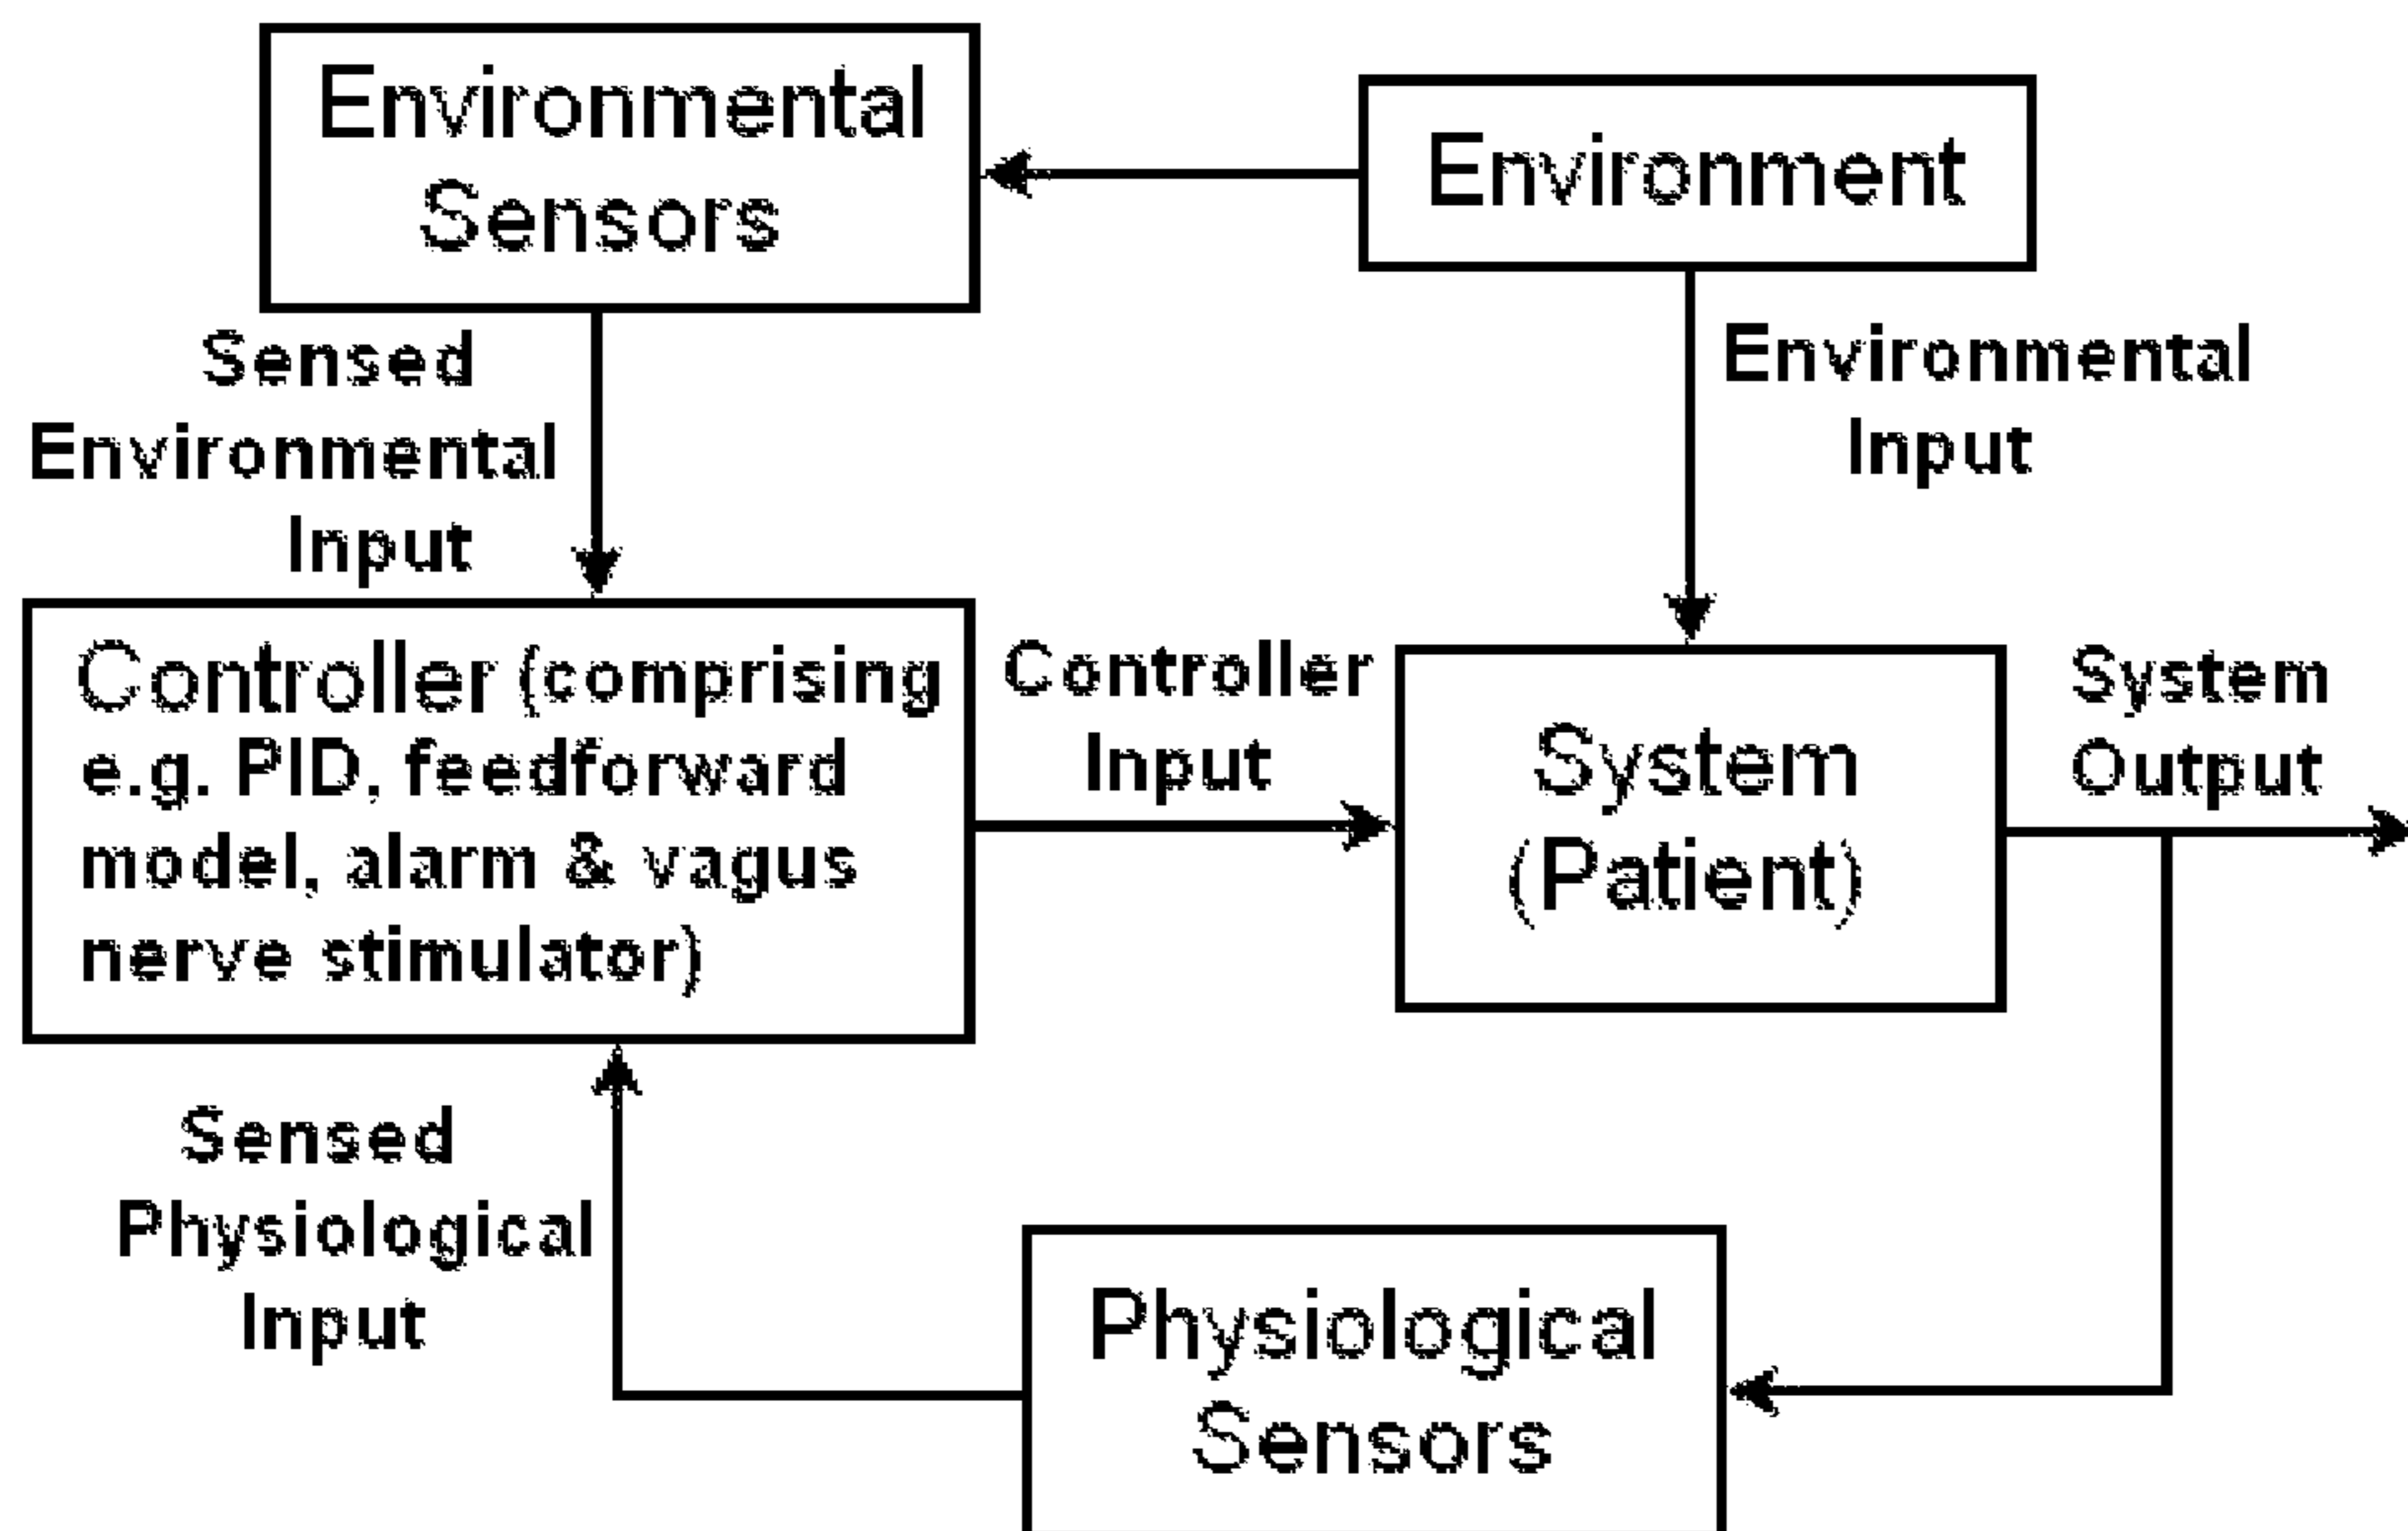 Environmental
Sensors
Environment
Sensed
Environmental
Input
Environmental
Input
Controller (comprising
e.g. PID, feedforward
model, alarm & vagus
nerve stimulator)
Controller
Input
System
(Patient)
System
Output
Sensed
Physiological
Input
Physiological
Sensors